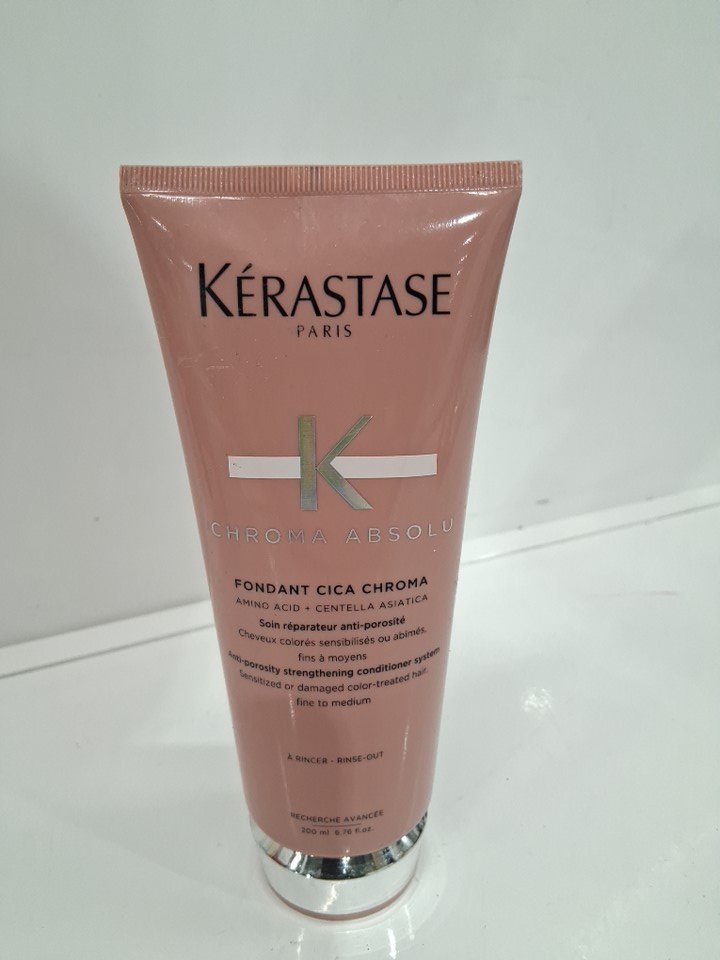 KÉRASTASE
PARIS
K
CHROMA ABSOLU
FONDANT CICA CHROMA
AMINO ACID + CENTELLA ASIATICA
Soin réparateur anti-porosité
Cheveux colorés sensibilisés ou abîmés,
fins à moyens
Anti-porosity strengthening conditioner system
Sensitized or damaged color-treated hair,
fine to medium
À RINCER - RINSE-OUT
RECHERCHE AVANCÉE
200 ml 6.76 fl.oz.